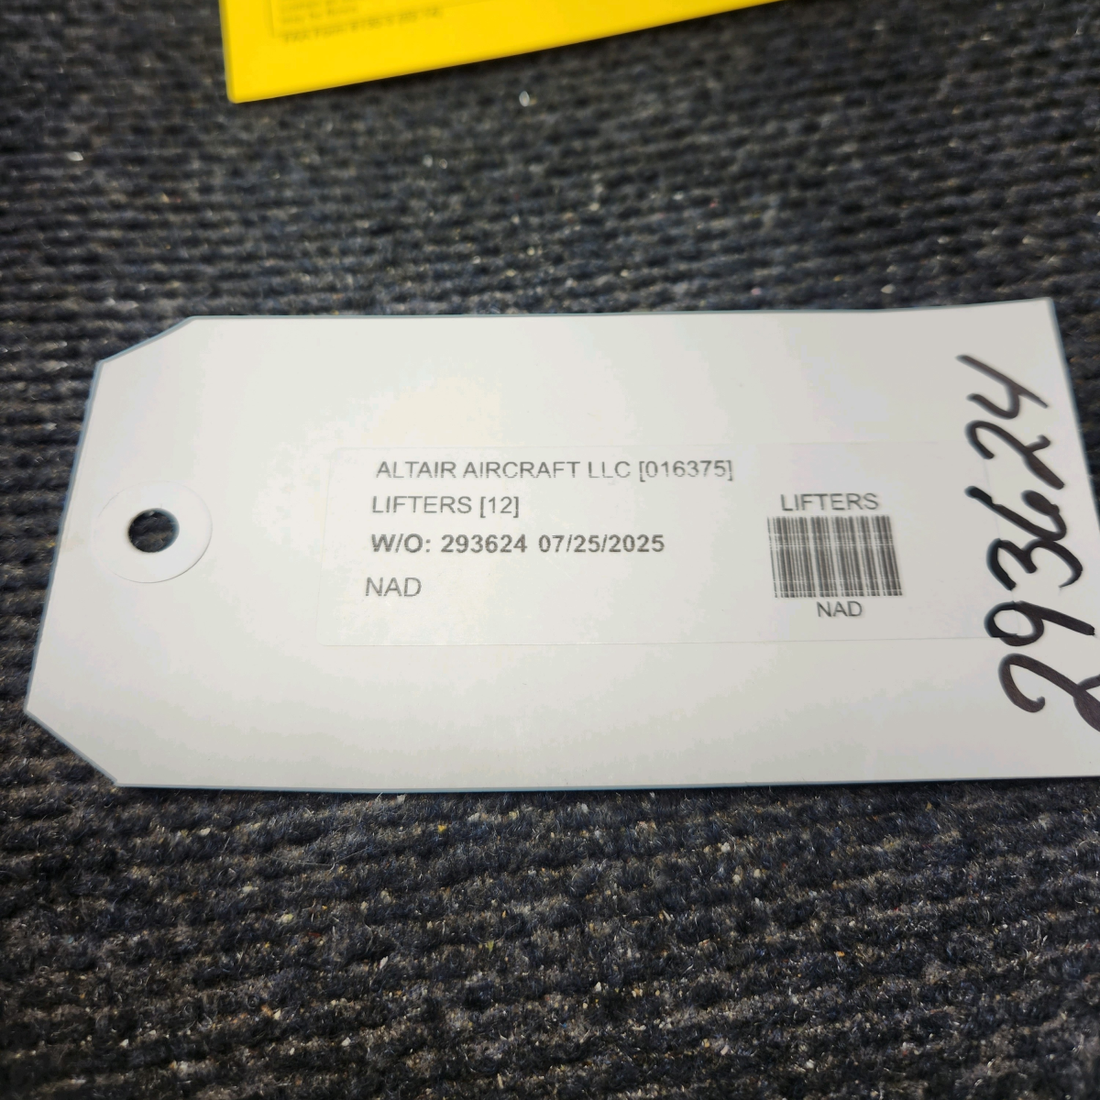 ALTAIR AIRCRAFT LLC [016375]
LIFTERS [12]
W/O: 293624 07/25/2025
NAD
LIFTERS
NAD
293624